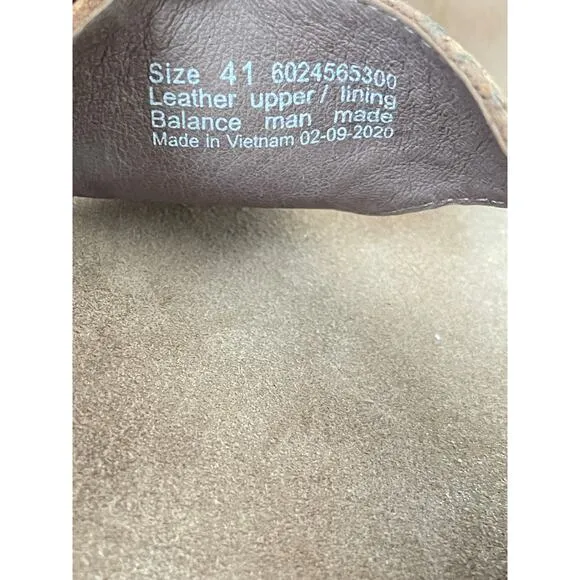 Size 41 6024565300
Leather upper/ lining
Balance man made
Made in Vietnam 02-09-2020